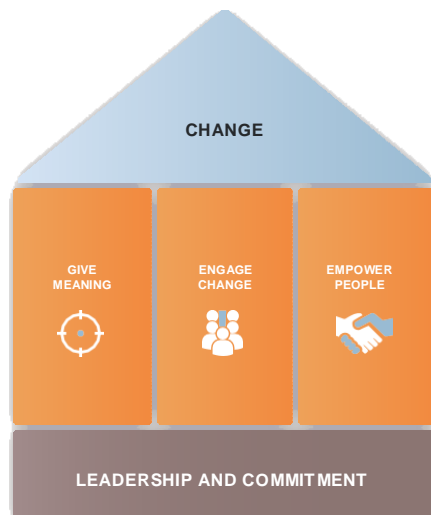 CHANGE
GIVE
MEANING
ENGAGE
CHANGE
EMPOWER
PEOPLE
LEADERSHIP AND COMMITMENT